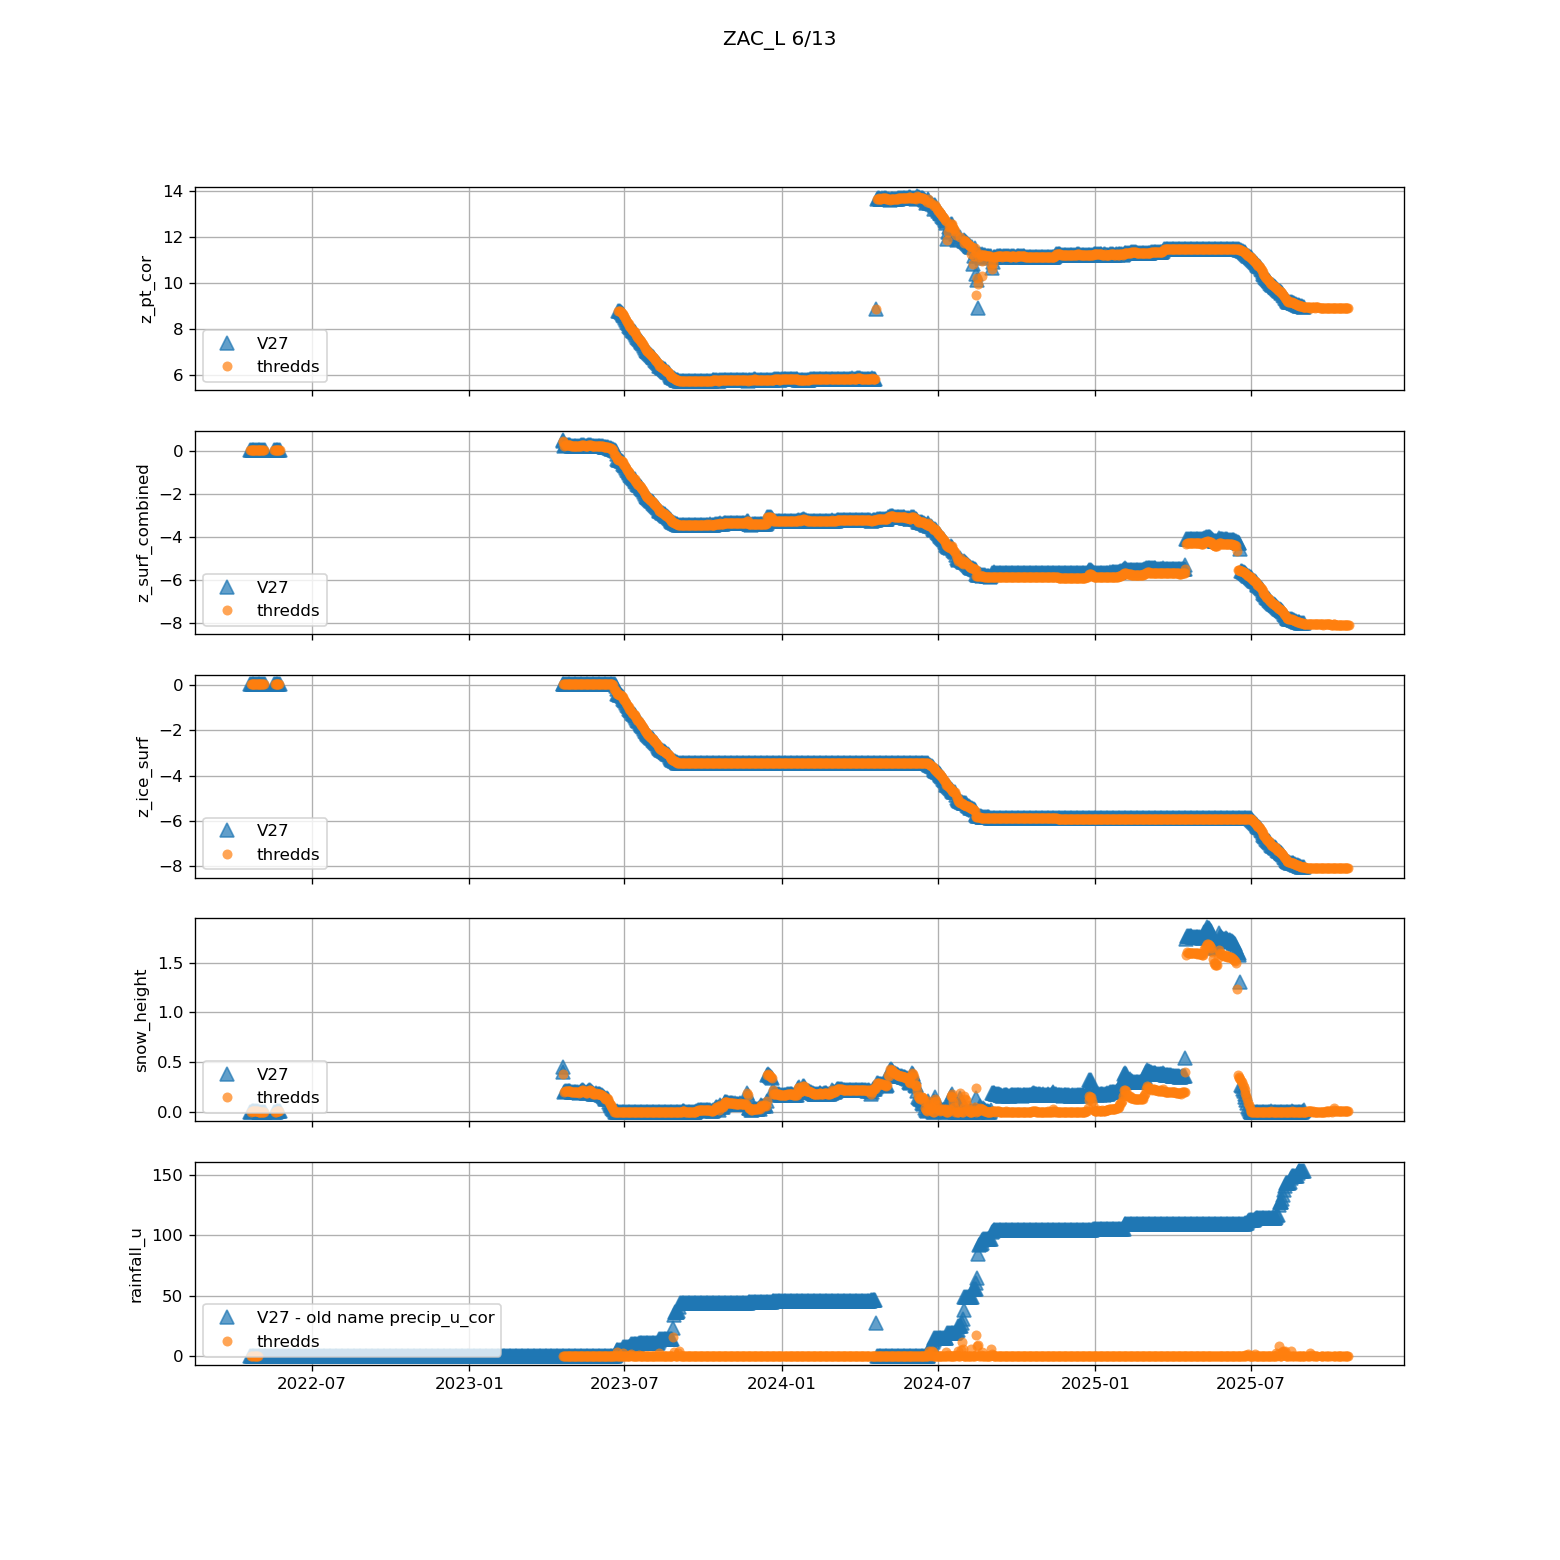 ZAC_L 6/13
14
12
10
8
6
z_pt_cor
V27
thredds
0
−2
−4
−6
−8
z_surf_combined
V27
thredds
0
−2
−4
−6
−8
z_ice_surf
V27
thredds
1.5
1.0
0.5
0.0
snow_height
V27
thredds
150
100
50
0
rainfall_u
V27 - old name precip_u_cor
thredds
2022-07 2023-01 2023-07 2024-01 2024-07 2025-01 2025-07